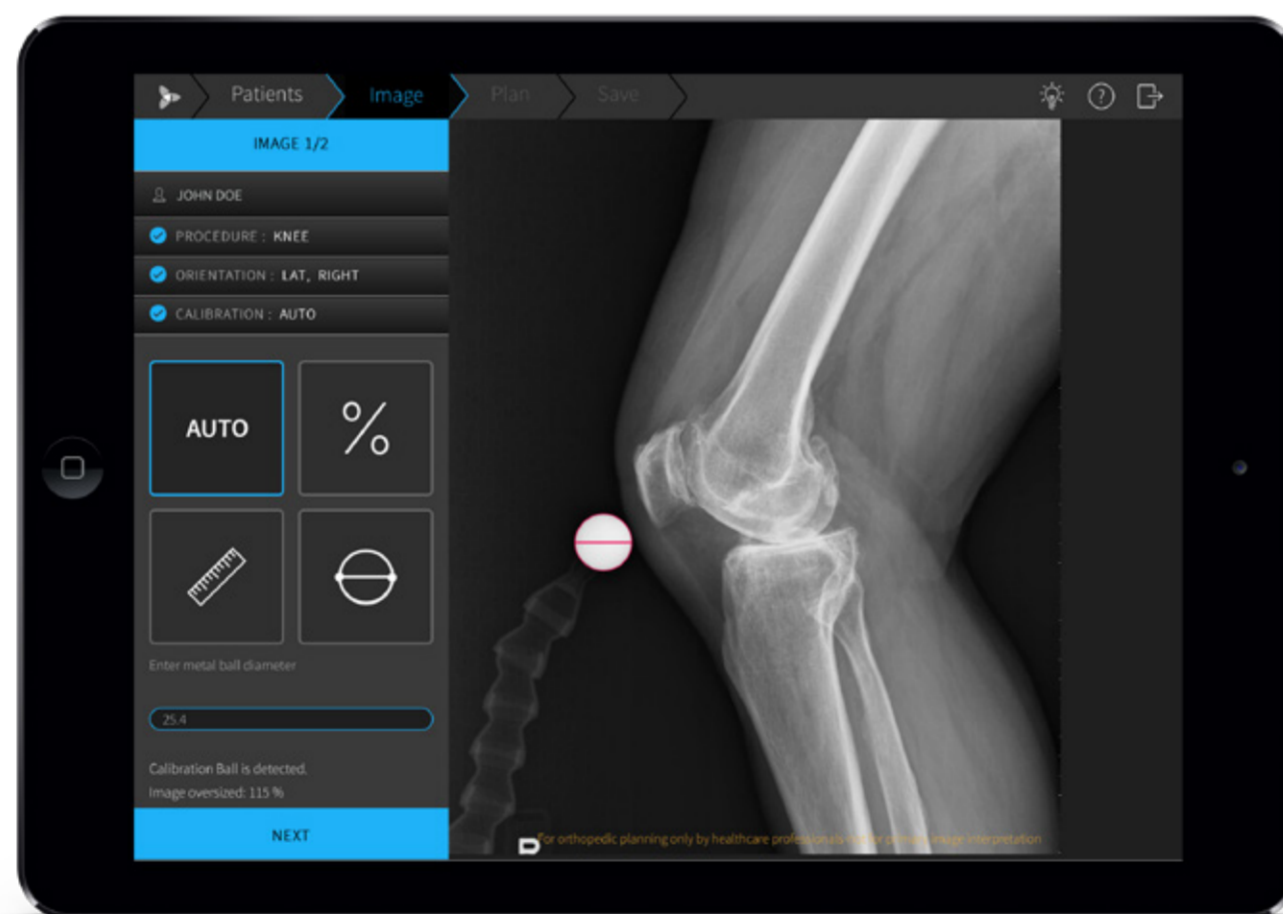 Patients Image Plan Save
IMAGE 1/2
JOHN DOE
PROCEDURE : KNEE
ORIENTATION : LAT, RIGHT
CALIBRATION : AUTO
AUTO %
Enter metal ball diameter
25.4
Calibration Ball is detected.
Image oversized: 115 %
NEXT
D
For orthopedic planning only by healthcare professionals image interpretation